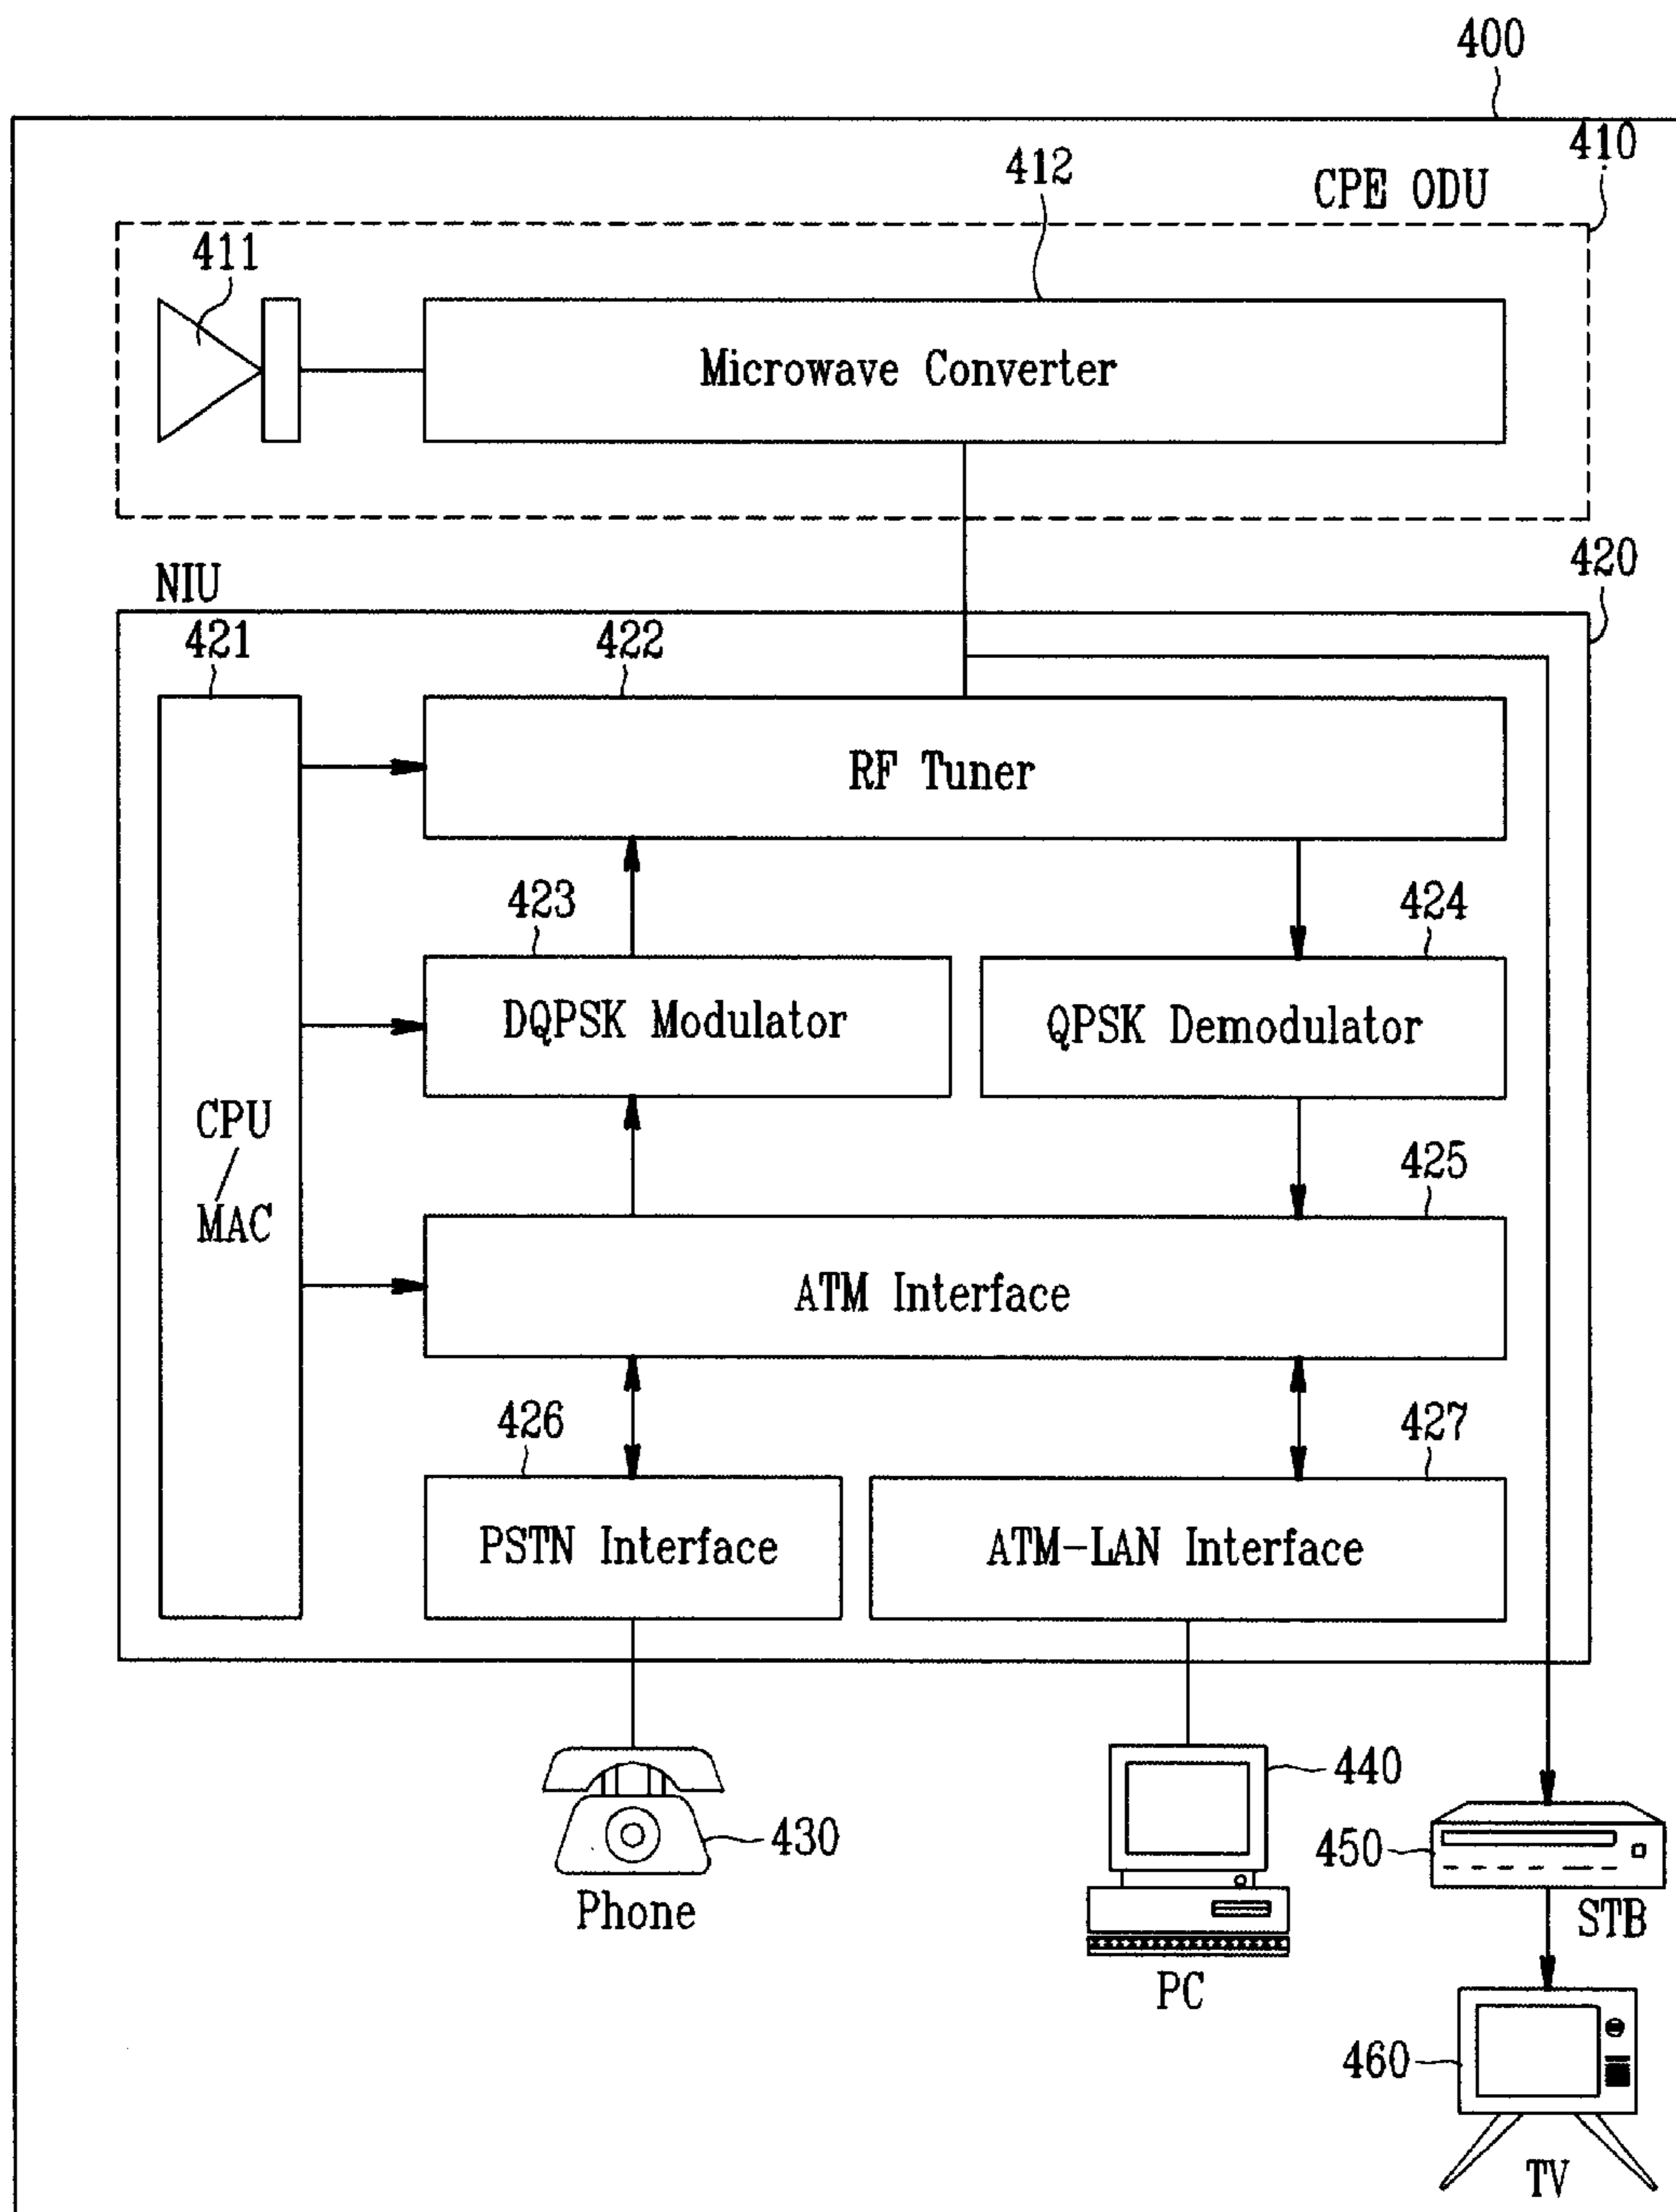 400
410
412
CPE ODU
411
Microwave Converter
420
NIU
421
422
RF Tuner
423
424
DQPSK Modulator
QPSK Demodulator
CPU
/
MAC
425
ATM Interface
426
427
PSTN Interface
ATM-LAN Interface
440
430
450
Phone
STB
PC
460
TV